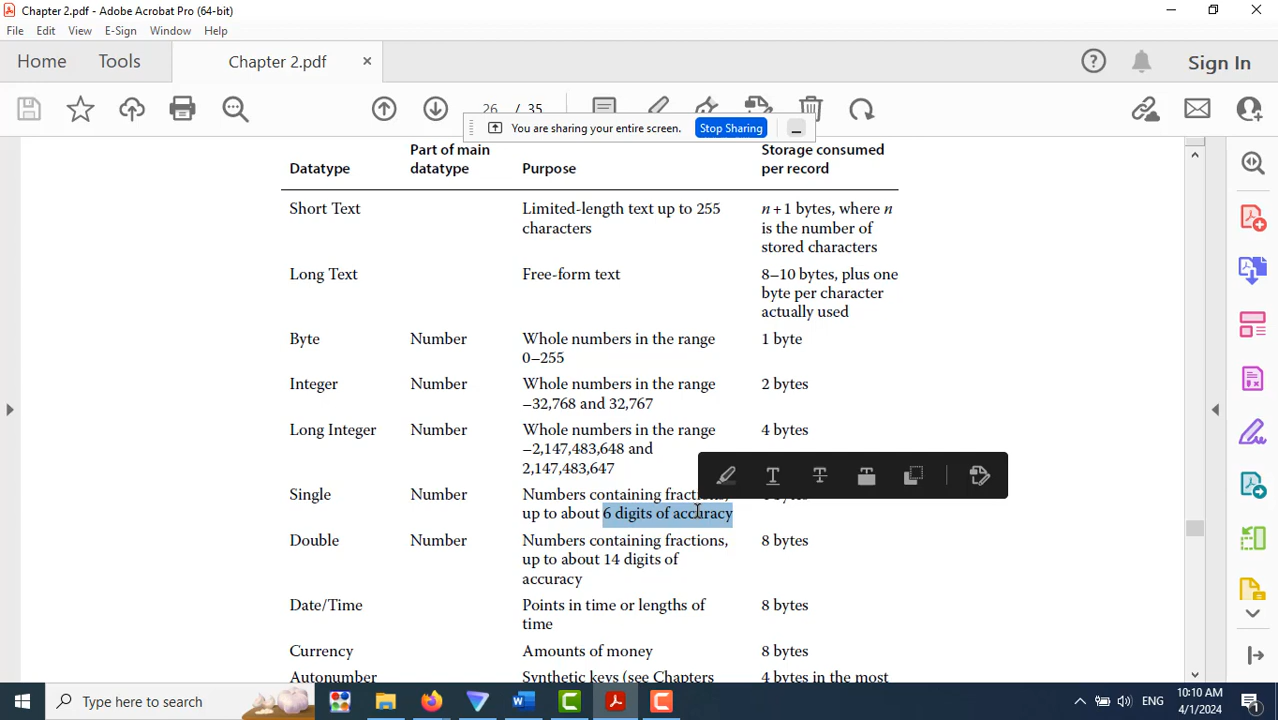 Chapter 2.pdf - Adobe Acrobat Pro (64-bit)
File Edit View E-Sign Window Help
Home Tools Chapter 2.pdf × Sign In
26 / 35
You are sharing your entire screen. Stop Sharing
Datatype Part of main datatype Purpose Storage consumed per record
Short Text Limited-length text up to 255 n + 1 bytes, where n
characters is the number of
stored characters
Long Text Free-form text 8–10 bytes, plus one
byte per character
actually used
Byte Number Whole numbers in the range 1 byte
0–255
Integer Number Whole numbers in the range 2 bytes
–32,768 and 32,767
Long Integer Number Whole numbers in the range 4 bytes
–2,147,483,648 and
2,147,483,647
Single Number Numbers containing fractions, bytes
up to about 6 digits of accuracy
Double Number Numbers containing fractions, 8 bytes
up to about 14 digits of
accuracy
Date/Time Points in time or lengths of 8 bytes
time
Currency Amounts of money 8 bytes
Autonumber Synthetic keys (see Chapters 4 bytes in the most
Type here to search ENG 10:10 AM
4/1/2024